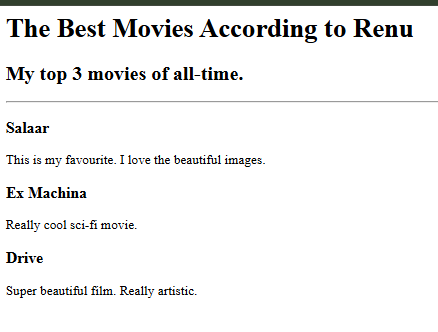 The Best Movies According to Renu
My top 3 movies of all-time.
Salaar
This is my favourite. I love the beautiful images.
Ex Machina
Really cool sci-fi movie.
Drive
Super beautiful film. Really artistic.